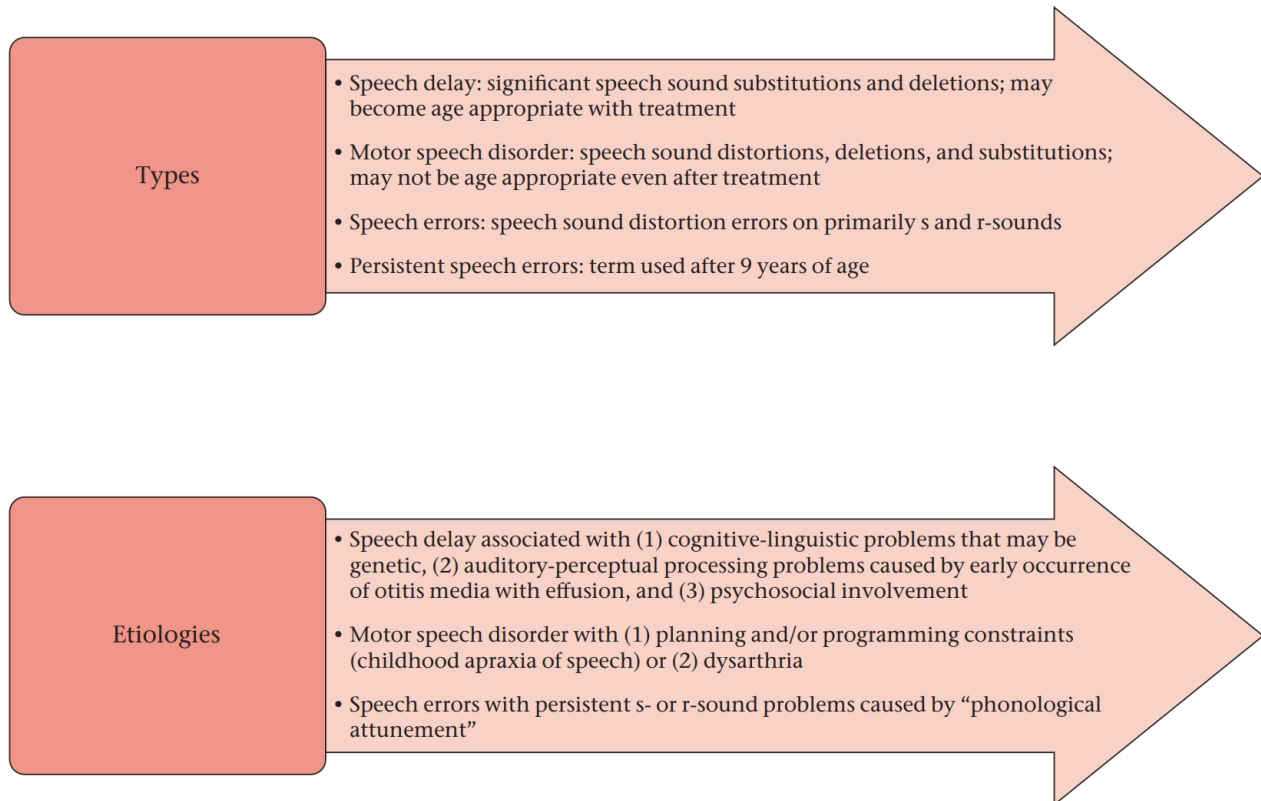 Types
• Speech delay: significant speech sound substitutions and deletions; may
become age appropriate with treatment
• Motor speech disorder: speech sound distortions, deletions, and substitutions;
may not be age appropriate even after treatment
• Speech errors: speech sound distortion errors on primarily s and r-sounds
• Persistent speech errors: term used after 9 years of age
Etiologies
• Speech delay associated with (1) cognitive-linguistic problems that may be
genetic, (2) auditory-perceptual processing problems caused by early occurrence
of otitis media with effusion, and (3) psychosocial involvement
• Motor speech disorder with (1) planning and/or programming constraints
(childhood apraxia of speech) or (2) dysarthria
• Speech errors with persistent s- or r-sound problems caused by “phonological
attunement”